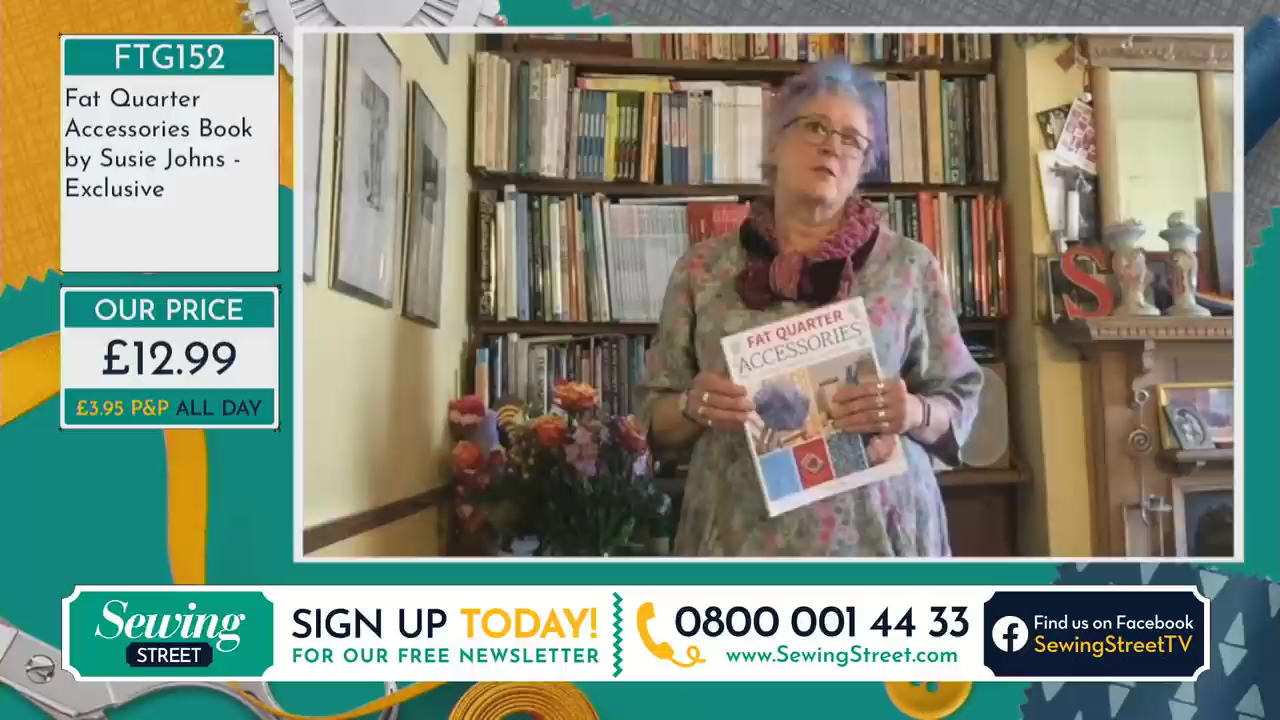 FTG152
Fat Quarter
Accessories Book
by Susie Johns -
Exclusive
OUR PRICE
£12.99
£3.95 P&P ALL DAY
FAT QUARTER
ACCESSORIES
S
Sewing
STREET
SIGN UP TODAY!
FOR OUR FREE NEWSLETTER
0800 001 44 33
www.SewingStreet.com
Find us on Facebook
SewingStreetTV